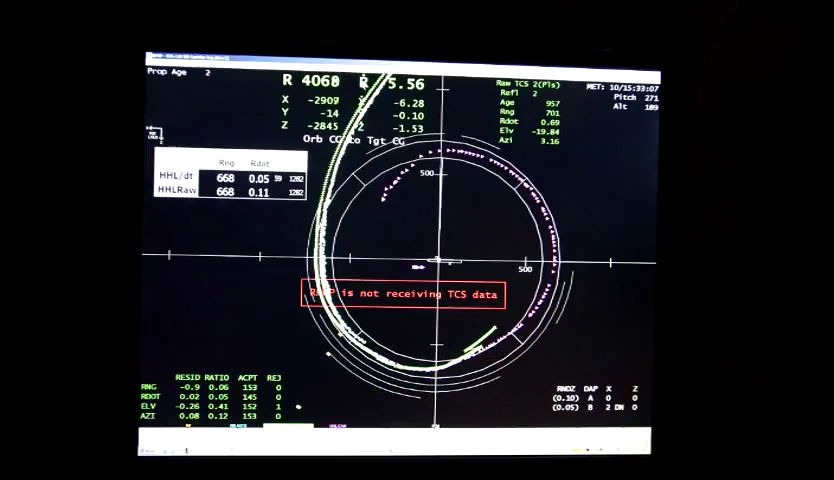 Prop Age 2
R 4068 Ṙ 5.56
X -2909 Ẋ -6.28
Y -14 -0.10
Z -2845 Ż -1.53
Orb CG to Tgt CG
Raw TCS 2(Pls)
Refl 2
Age 957
Rng 701
Rdot 0.69
Elv -19.84
Azi 3.16
MET: 10/15:33:07
Pitch 271
Alt 189
Rng Rdot
HHL/dt 668 0.05 59 1282
HHLRaw 668 0.11 1282
500
500
is not receiving TCS data
RESID RATIO ACPT REJ
RNG -0.9 0.06 153 0
RDOT 0.02 0.05 145 0
ELV -0.26 0.41 152 1
AZI 0.08 0.12 153 0
RNDZ DAP X Z
(0.10) A 0 0
(0.05) B 2 DN 0